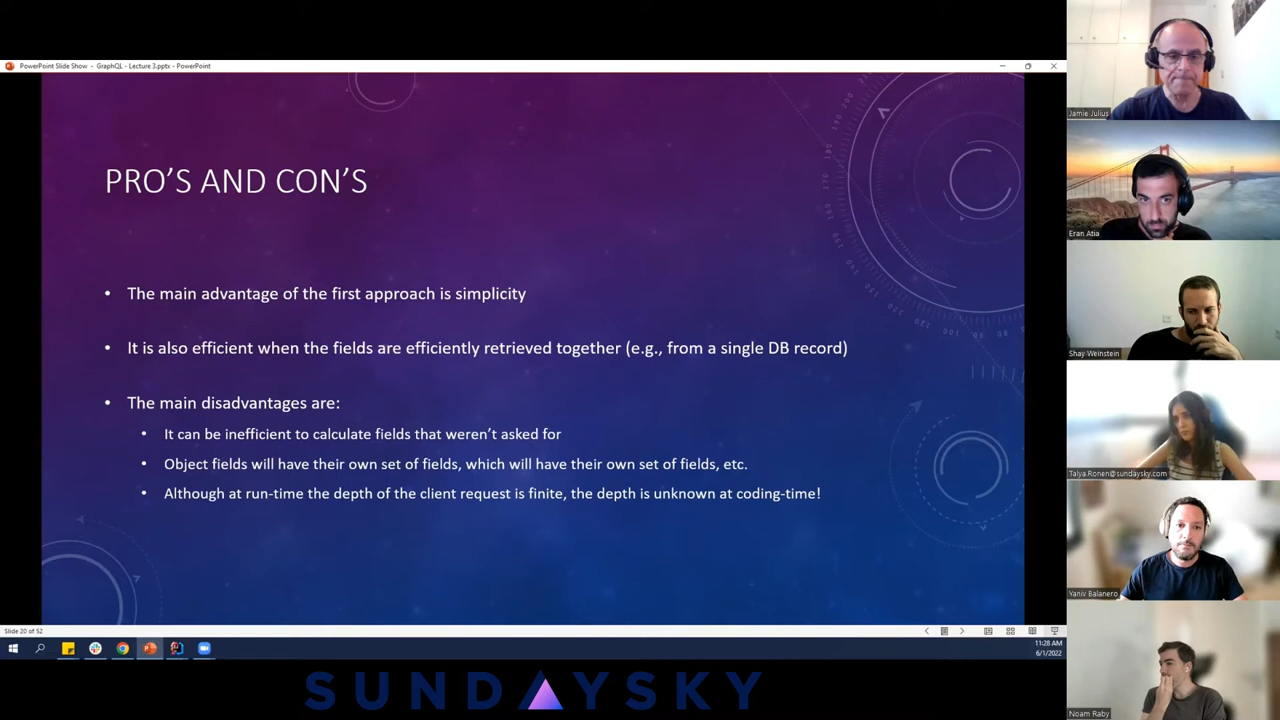 PowerPoint Slide Show - GraphQL - Lecture 3.pptx - PowerPoint
PRO'S AND CON'S
• The main advantage of the first approach is simplicity
• It is also efficient when the fields are efficiently retrieved together (e.g., from a single DB record)
• The main disadvantages are:
• It can be inefficient to calculate fields that weren't asked for
• Object fields will have their own set of fields, which will have their own set of fields, etc.
• Although at run-time the depth of the client request is finite, the depth is unknown at coding-time!
Slide 20 of 52
11:28 AM
6/1/2022
SUNDAYSKY
Jamie Julius
Eran Atia
Shay Weinstein
Talya.Ronen@sundaysky.com
Yaniv Balanero
Noam Raby